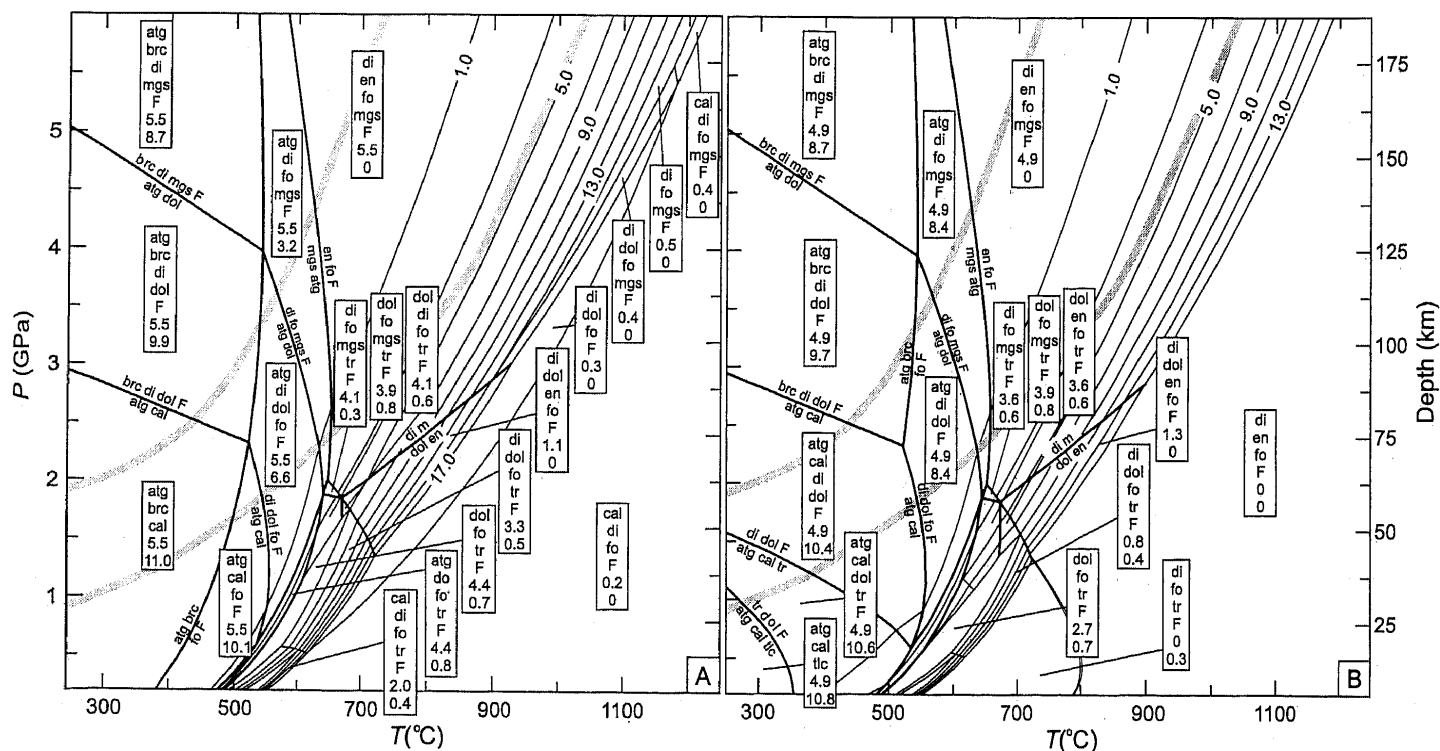 atg
brc
di
mgs
F
5.5
8.7
di
en
fo
mgs
F
5.5
0
1.0
5.0
9.0
13.0
17.0
cal
di
fo
mgs
F
0.4
0
di
fo
mgs
F
0.5
0
di
dol
fo
mgs
F
0.4
0
di
dol
fo
F
0.3
0
di
dol
en
fo
F
1.1
0
di
dol
fo
tr
F
3.3
0.5
dol
fo
tr
F
4.4
0.7
cal
di
fo
F
0.2
0
atg
do
fo
tr
F
4.4
0.8
cal
di
fo
tr
F
2.0
0.4
atg
di
fo
mgs
F
5.5
3.2
brc di mgs F
atg dol
atg
brc
di
dol
F
5.5
9.9
en fo F
mgs atg
di fo mgs F
atg dol
di
fo
mgs
tr
F
4.1
0.3
dol
fo
mgs
tr
F
3.9
0.8
dol
di
fo
tr
F
4.1
0.6
brc di dol F
atg cal
atg
di
dol
fo
F
5.5
6.6
di m
dol en
atg
brc
cal
F
5.5
11.0
di dol fo F
atg cal
atg
cal
fo
F
5.5
10.1
atg brc
fo F
A
P (GPa)
5
4
3
2
1
300
500
700
900
1100
T(°C)
atg
brc
di
mgs
F
4.9
8.7
di
en
fo
mgs
F
4.9
0
1.0
5.0
9.0
13.0
atg
di
fo
mgs
F
4.9
8.4
brc di mgs F
atg dol
atg
brc
di
dol
F
4.9
9.7
en fo F
mgs atg
di fo mgs F
atg dol
atg brc
fo F
di
fo
mgs
tr
F
3.6
0.6
dol
fo
mgs
tr
F
3.9
0.8
dol
en
fo
tr
F
3.6
0.6
di
dol
en
fo
F
1.3
0
di
en
fo
F
0
0
brc di dol F
atg cal
atg
di
dol
fo
F
4.9
8.4
di m
dol en
atg
cal
di
dol
F
4.9
10.4
di dol fo F
atg cal
di
dol
fo
tr
F
0.8
0.4
di dol F
atg cal tr
atg
cal
dol
tr
F
4.9
10.6
dol
fo
tr
F
2.7
0.7
di
fo
tr
F
0
0.3
tr dol F
atg cal tlc
atg
cal
tlc
4.9
10.8
B
175
150
125
100
75
50
25
Depth (km)
300
500
700
900
1100
T(°C)